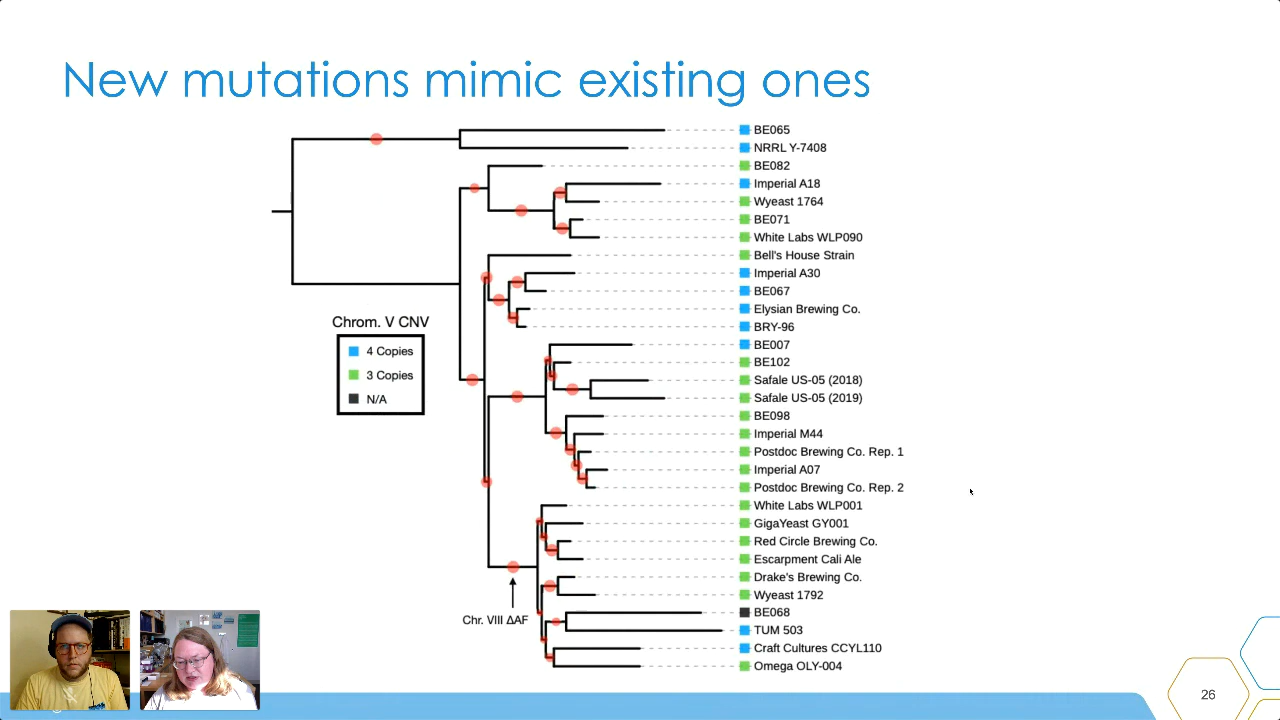 New mutations mimic existing ones
BE065
NRRL Y-7408
BE082
Imperial A18
Wyeast 1764
BE071
White Labs WLP090
Bell's House Strain
Imperial A30
BE067
Elysian Brewing Co.
BRY-96
BE007
BE102
Safale US-05 (2018)
Safale US-05 (2019)
BE098
Imperial M44
Postdoc Brewing Co. Rep. 1
Imperial A07
Postdoc Brewing Co. Rep. 2
White Labs WLP001
GigaYeast GY001
Red Circle Brewing Co.
Escarpment Cali Ale
Drake's Brewing Co.
Wyeast 1792
BE068
TUM 503
Craft Cultures CCYL110
Omega OLY-004
Chrom. V CNV
4 Copies
3 Copies
N/A
Chr. VIII ΔAF
26